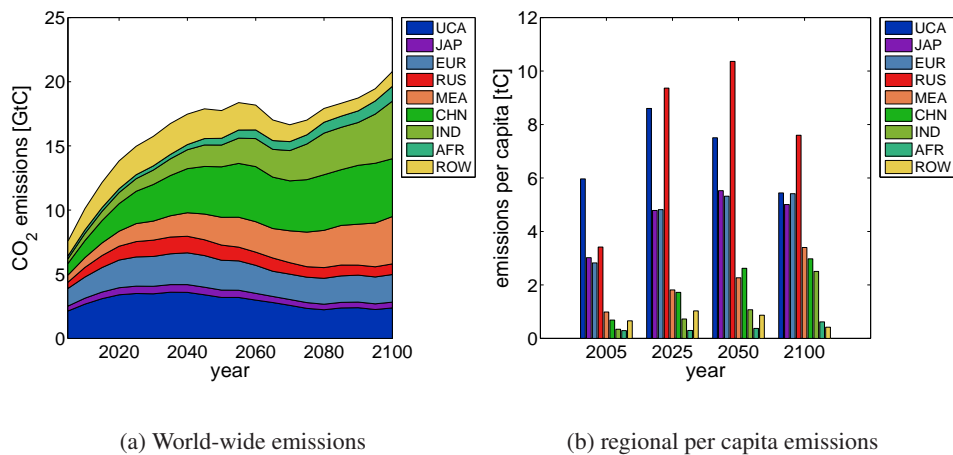 25
20
15
10
5
0
CO2 emissions [GtC]
2020
2040
2060
2080
2100
year
UCA
JAP
EUR
RUS
MEA
CHN
IND
AFR
ROW
(a) World-wide emissions
12
10
8
6
4
2
0
emissions per capita [tC]
2005
2025
2050
2100
year
UCA
JAP
EUR
RUS
MEA
CHN
IND
AFR
ROW
(b) regional per capita emissions